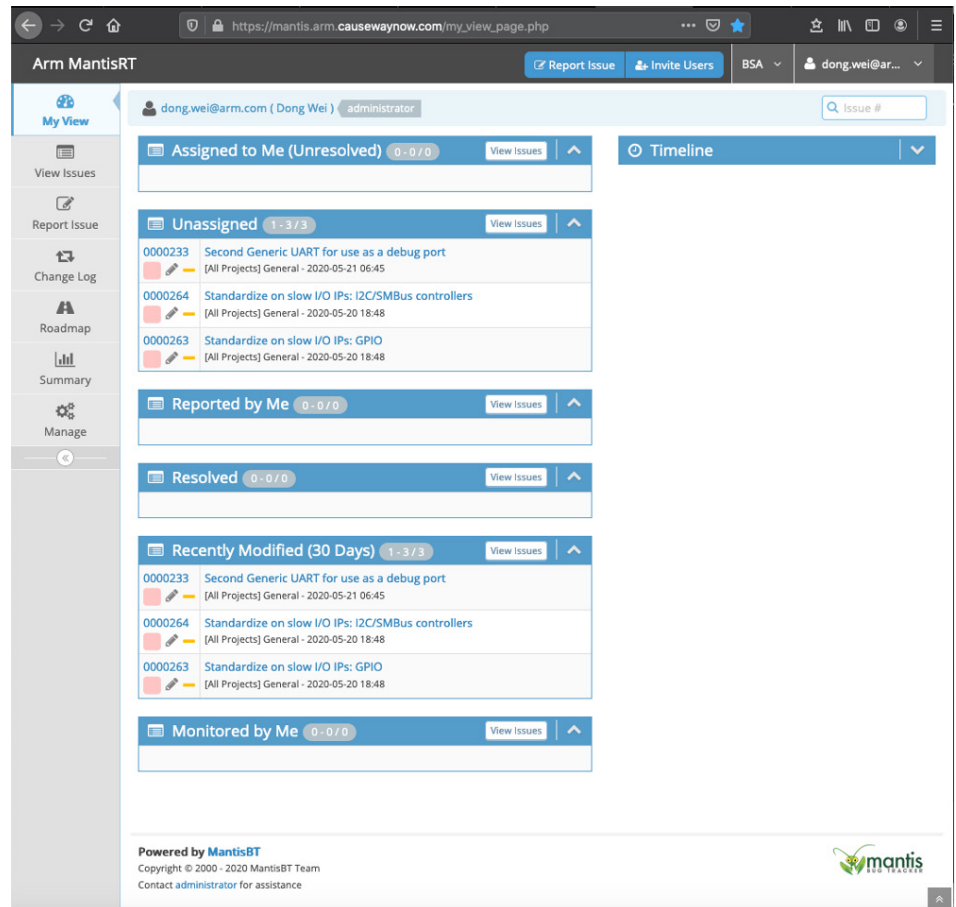 https://mantis.arm.causewaynow.com/my_view_page.php
Arm MantisRT
Report Issue
Invite Users
BSA
dong.wei@ar...
My View
View Issues
Report Issue
Change Log
Roadmap
Summary
Manage
dong.wei@arm.com ( Dong Wei ) administrator
Issue #
Assigned to Me (Unresolved) 0 - 0 / 0 View Issues
Timeline
Unassigned 1 - 3 / 3 View Issues
0000233 Second Generic UART for use as a debug port
[All Projects] General - 2020-05-21 06:45
0000264 Standardize on slow I/O IPs: I2C/SMBus controllers
[All Projects] General - 2020-05-20 18:48
0000263 Standardize on slow I/O IPs: GPIO
[All Projects] General - 2020-05-20 18:48
Reported by Me 0 - 0 / 0 View Issues
Resolved 0 - 0 / 0 View Issues
Recently Modified (30 Days) 1 - 3 / 3 View Issues
0000233 Second Generic UART for use as a debug port
[All Projects] General - 2020-05-21 06:45
0000264 Standardize on slow I/O IPs: I2C/SMBus controllers
[All Projects] General - 2020-05-20 18:48
0000263 Standardize on slow I/O IPs: GPIO
[All Projects] General - 2020-05-20 18:48
Monitored by Me 0 - 0 / 0 View Issues
Powered by MantisBT
Copyright © 2000 - 2020 MantisBT Team
Contact administrator for assistance
mantis
BUG TRACKER